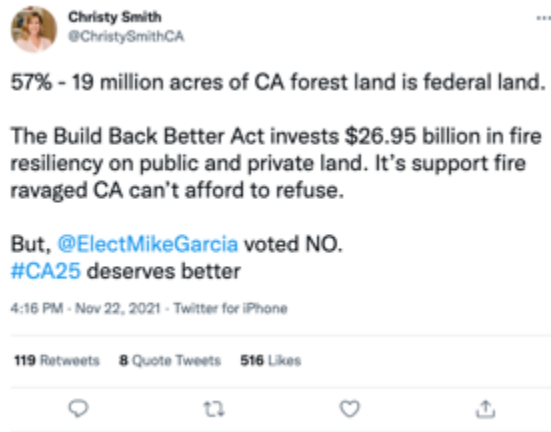 Christy Smith
@ChristySmithCA
57% - 19 million acres of CA forest land is federal land.
The Build Back Better Act invests $26.95 billion in fire
resiliency on public and private land. It's support fire
ravaged CA can't afford to refuse.
But, @ElectMikeGarcia voted NO.
#CA25 deserves better
4:16 PM · Nov 22, 2021 · Twitter for iPhone
119 Retweets 8 Quote Tweets 516 Likes